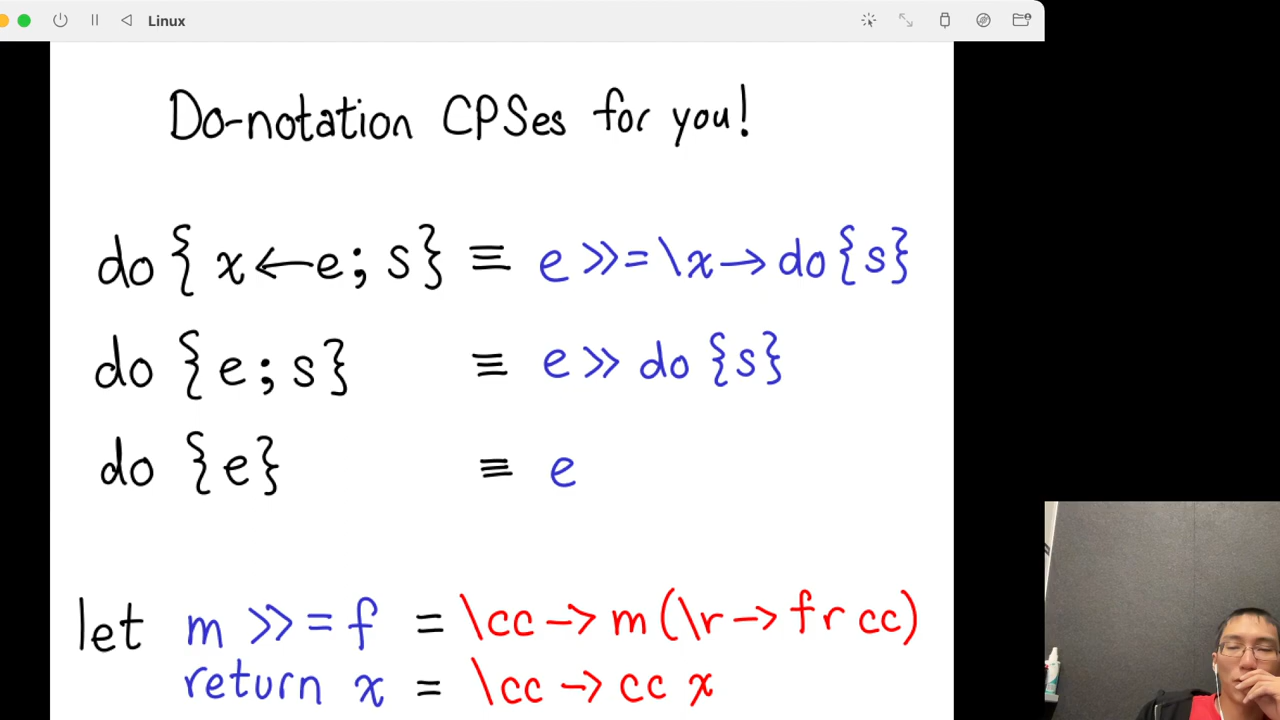 Linux
Do-notation CPSes for you!
do { x ← e; s } ≡ e >>= \x → do {s}
do { e; s } ≡ e >> do {s}
do {e} ≡ e
let m >>= f = \cc → m (\r → f r cc)
return x = \cc → cc x